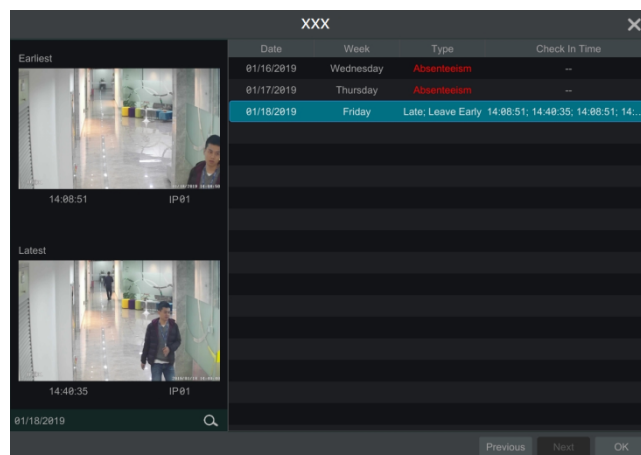 XXX
Earliest
14:08:51 IP01
Latest
14:40:35 IP01
01/18/2019
Date Week Type Check In Time
01/16/2019 Wednesday Absenteeism --
01/17/2019 Thursday Absenteeism --
01/18/2019 Friday Late; Leave Early 14:08:51; 14:40:35; 14:08:51; 14:...
Previous Next OK